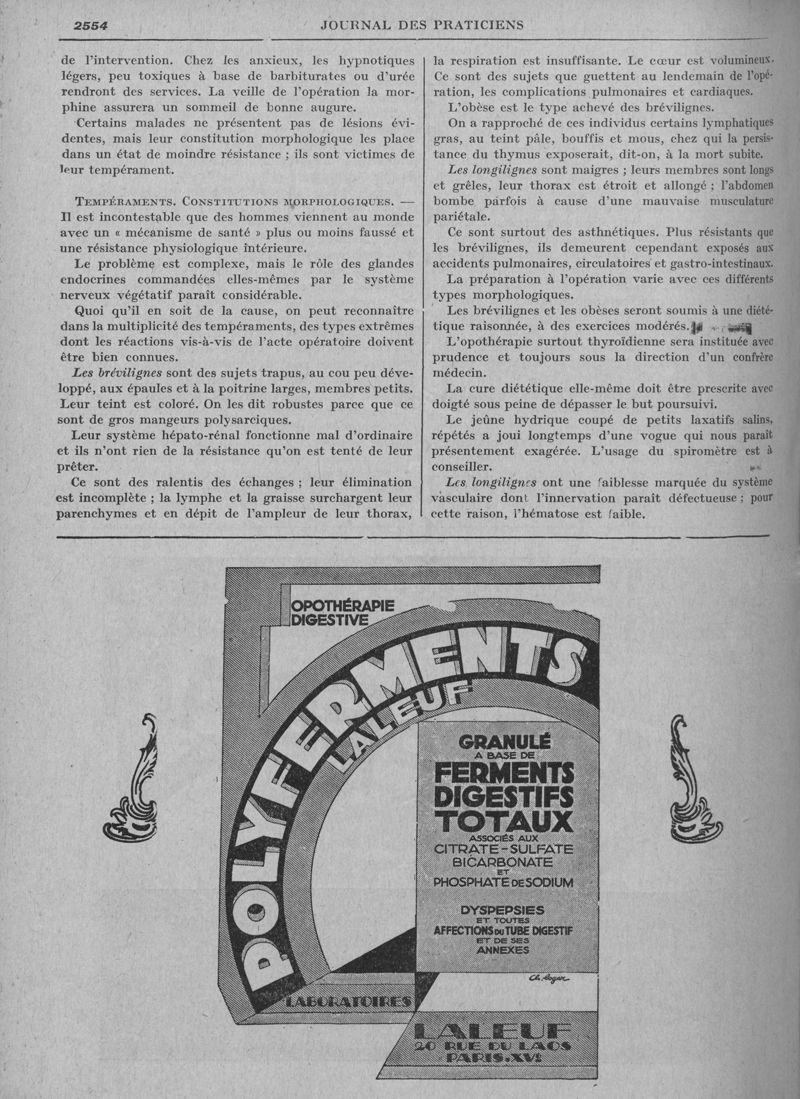 2554
JOURNAL DES PRATICIENS
de l'intervention. Chez les anxieux, les hypnotiques
légers, peu toxiques à base de barbiturates ou d'urée
rendront des services. La veille de l'opération la mor-
phine assurera un sommeil de bonne augure.
Certains malades ne présentent pas de lésions évi-
dentes, mais leur constitution morphologique les place
dans un état de moindre résistance ; ils sont victimes de
leur tempérament.
TEMPÉRAMENTS. CONSTITUTIONS MORPHOLOGIQUES. —
Il est incontestable que des hommes viennent au monde
avec un « mécanisme de santé » plus ou moins faussé et
une résistance physiologique intérieure.
Le problème est complexe, mais le rôle des glandes
endocrines commandées elles-mêmes par le système
nerveux végétatif paraît considérable.
Quoi qu'il en soit de la cause, on peut reconnaître
dans la multiplicité des tempéraments, des types extrêmes
dont les réactions vis-à-vis de l'acte opératoire doivent
être bien connues.
Les brévilignes sont des sujets trapus, au cou peu déve-
loppé, aux épaules et à la poitrine larges, membres petits.
Leur teint est coloré. On les dit robustes parce que ce
sont de gros mangeurs polysarciques.
Leur système hépato-rénal fonctionne mal d'ordinaire
et ils n'ont rien de la résistance qu'on est tenté de leur
prêter.
Ce sont des ralentis des échanges ; leur élimination
est incomplète ; la lymphe et la graisse surchargent leur
parenchymes et en dépit de l'ampleur de leur thorax,
la respiration est insuffisante. Le cœur est volumineux.
Ce sont des sujets que guettent au lendemain de l'opé-
ration, les complications pulmonaires et cardiaques.
L'obèse est le type achevé des brévilignes.
On a rapproché de ces individus certains lymphatiques
gras, au teint pâle, bouffis et mous, chez qui la persis-
tance du thymus exposerait, dit-on, à la mort subite.
Les longilignes sont maigres ; leurs membres sont longs
et grêles, leur thorax est étroit et allongé ; l'abdomen
bombe parfois à cause d'une mauvaise musculature
pariétale.
Ce sont surtout des asthnétiques. Plus résistants que
les brévilignes, ils demeurent cependant exposés aux
accidents pulmonaires, circulatoires et gastro-intestinaux.
La préparation à l'opération varie avec ces différents
types morphologiques.
Les brévilignes et les obèses seront soumis à une diété-
tique raisonnée, à des exercices modérés.
L'opothérapie surtout thyroïdienne sera instituée avec
prudence et toujours sous la direction d'un confrère
médecin.
La cure diététique elle-même doit être prescrite avec
doigté sous peine de dépasser le but poursuivi.
Le jeûne hydrique coupé de petits laxatifs salins,
répétés a joui longtemps d'une vogue qui nous paraît
présentement exagérée. L'usage du spiromètre est à
conseiller.
Les longilignes ont une faiblesse marquée du système
vasculaire dont l'innervation paraît défectueuse ; pour
cette raison, l'hématose est faible.
OPOTHÉRAPIE
DIGESTIVE
POLYFERMENTS
LALEUF
GRANULÉ
A BASE DE
FERMENTS
DIGESTIFS
TOTAUX
ASSOCIÉS AUX
CITRATE - SULFATE
BICARBONATE
ET
PHOSPHATE DE SODIUM
DYSPEPSIES
ET TOUTES
AFFECTIONS DU TUBE DIGESTIF
ET DE SES
ANNEXES
LABORATOIRES
LALEUF
20 RUE DU LAOS
PARIS.XVE